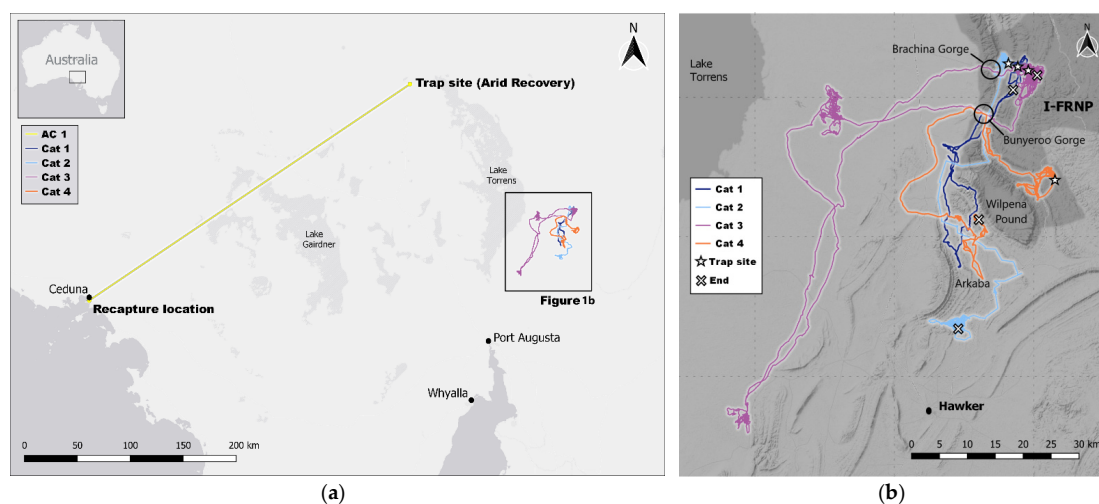 Australia
N
AC 1
Cat 1
Cat 2
Cat 3
Cat 4
Trap site (Arid Recovery)
Lake
Torrens
Lake
Gairdner
Figure 1b
Ceduna
Recapture location
Port Augusta
Whyalla
0 50 100 150 200 km
(a)
N
Lake
Torrens
Brachina Gorge
I-FRNP
Bunyeroo Gorge
Cat 1
Cat 2
Cat 3
Cat 4
Trap site
End
Wilpena
Pound
Arkaba
Hawker
0 5 10 15 20 25 30 km
(b)